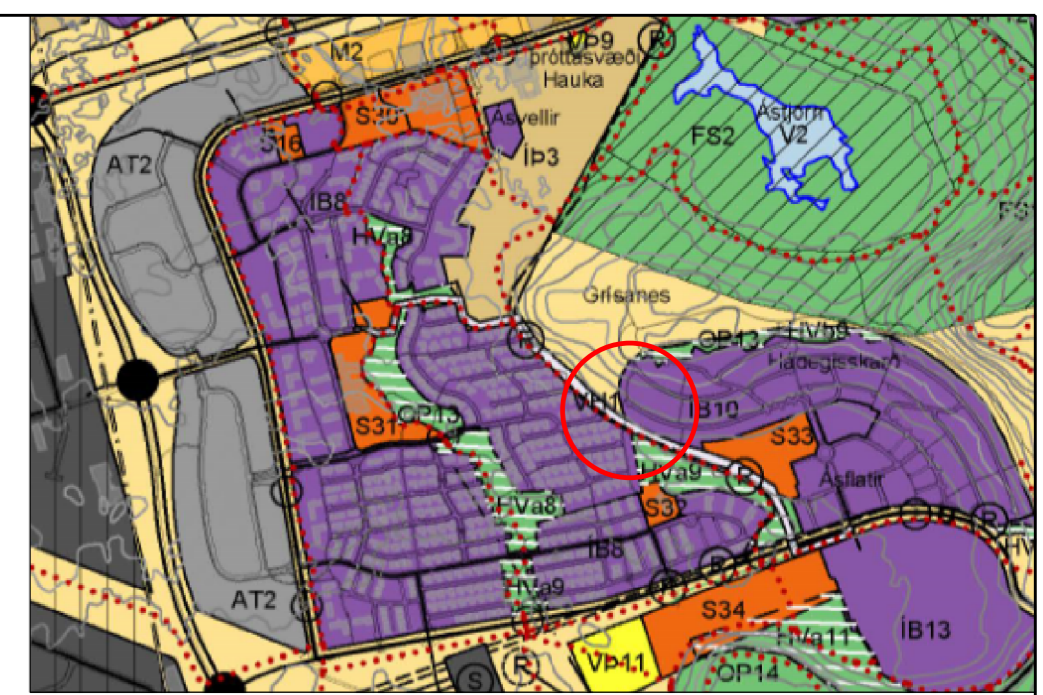 M2
VÞ9
R
Íþróttasvæði
Hauka
S30
Ásvellir
Ástjörn
V2
FS2
AT2
S16
ÍÞ3
ÍB8
HVa8
Grísanes
R
OP13
HVb9
Hádegisskarð
VH1
ÍB10
OP13
S31
S33
HVa9
R
Ásflatir
HVa8
S32
ÍB8
R
R
HVa9
AT2
S34
HVa11
ÍB13
R
VÞ11
OP14
S